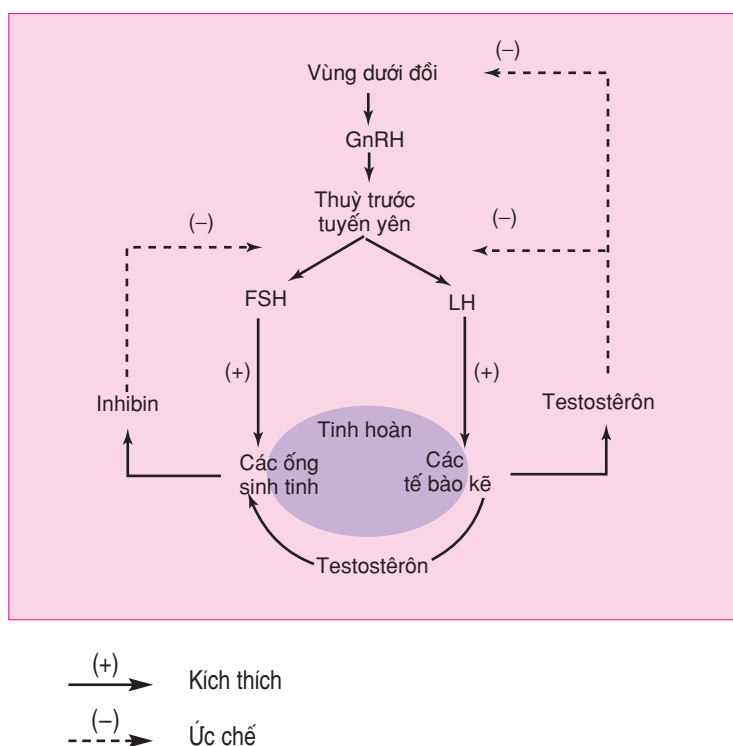 (–)
Vùng dưới đồi
GnRH
Thuỳ trước
tuyến yên
(–)
(–)
FSH
LH
(+)
(+)
Inhibin
Testostêrôn
Tinh hoàn
Các ống
sinh tinh
Các
tế bào kẽ
Testostêrôn
(+)
Kích thích
(–)
Ức chế